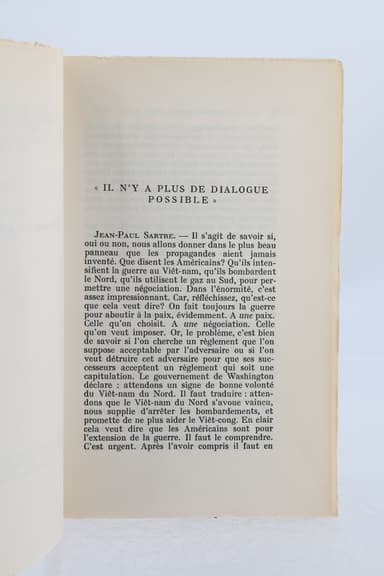 « IL N'Y A PLUS DE DIALOGUE
POSSIBLE »
JEAN-PAUL SARTRE. — Il s'agit de savoir si,
oui ou non, nous allons donner dans le plus beau
panneau que les propagandes aient jamais
inventé. Que disent les Américains? Qu'ils inten-
sifient la guerre au Viêt-nam, qu'ils bombardent
le Nord, qu'ils utilisent le gaz au Sud, pour per-
mettre une négociation. Dans l'énormité, c'est
assez impressionnant. Car, réfléchissez, qu'est-ce
que cela veut dire? On fait toujours la guerre
pour aboutir à la paix, évidemment. A une paix.
Celle qu'on choisit. A une négociation. Celle
qu'on veut imposer. Or, le problème, c'est bien
de savoir si l'on cherche un règlement que l'on
suppose acceptable par l'adversaire ou si l'on
veut détruire cet adversaire pour que ses suc-
cesseurs acceptent un règlement qui soit une
capitulation. Le gouvernement de Washington
déclare : attendons un signe de bonne volonté
du Viêt-nam du Nord. Il faut traduire : atten-
dons que le Viêt-nam du Nord s'avoue vaincu,
nous supplie d'arrêter les bombardements, et
promette de ne plus aider le Viêt-cong. En clair
cela veut dire que les Américains sont pour
l'extension de la guerre. Il faut le comprendre.
C'est urgent. Après l'avoir compris il faut en